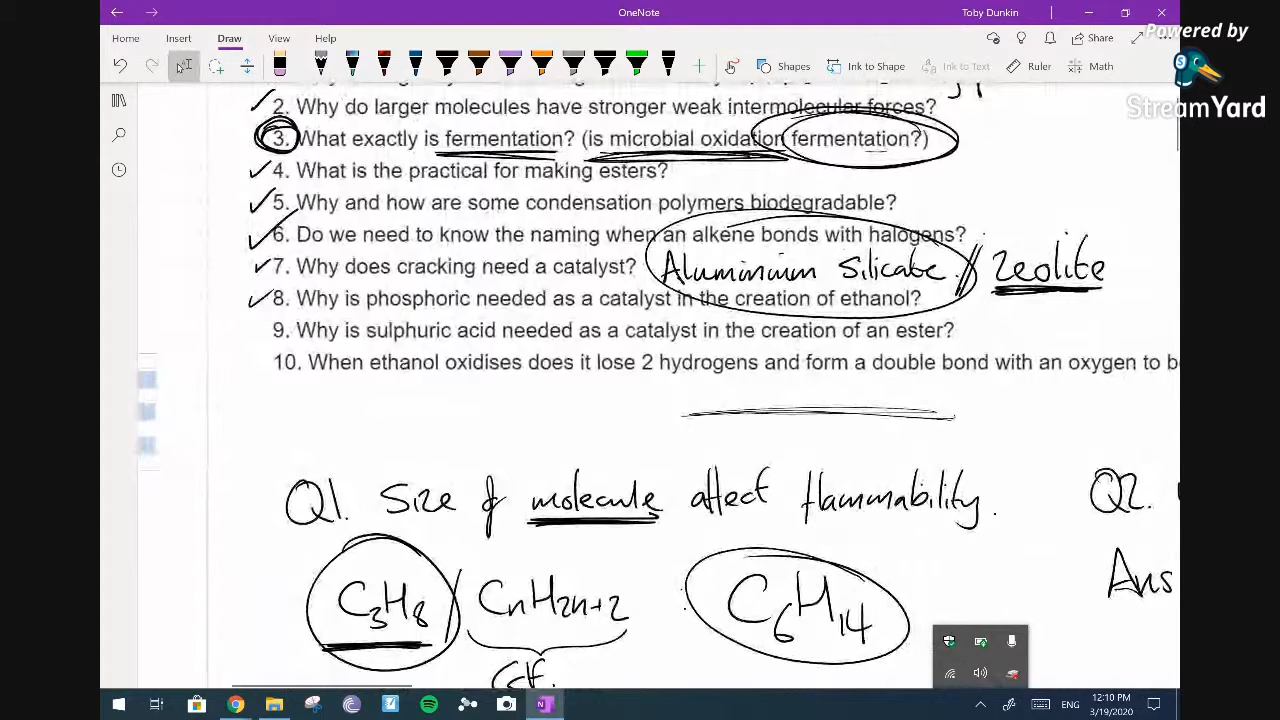 OneNote
Toby Dunkin
Powered by
StreamYard
Home Insert Draw View Help
Share
Shapes Ink to Shape Ink to Text Ruler Math
2. Why do larger molecules have stronger weak intermolecular forces?
3. What exactly is fermentation? (is microbial oxidation fermentation?)
4. What is the practical for making esters?
5. Why and how are some condensation polymers biodegradable?
6. Do we need to know the naming when an alkene bonds with halogens?
7. Why does cracking need a catalyst? Aluminium Silicate // Zeolite
8. Why is phosphoric needed as a catalyst in the creation of ethanol?
9. Why is sulphuric acid needed as a catalyst in the creation of an ester?
10. When ethanol oxidises does it lose 2 hydrogens and form a double bond with an oxygen to b
Q1. Size of molecule affect flammability. Q2.
C3H8 / CnH2n+2 C6H14 Ans
12:10 PM
ENG
3/19/2020